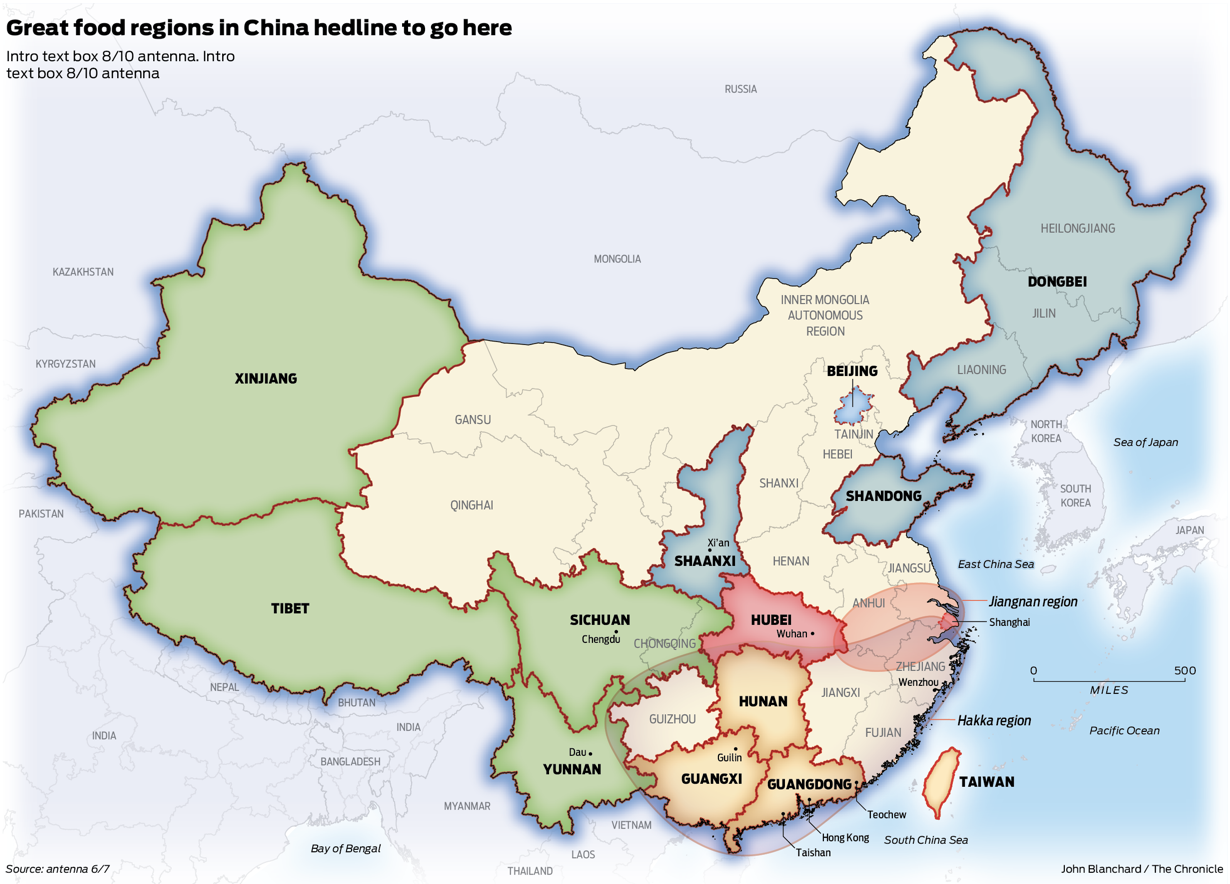 Great food regions in China hedline to go here
Intro text box 8/10 antenna. Intro
text box 8/10 antenna
RUSSIA
KAZAKHSTAN
MONGOLIA
HEILONGJIANG
DONGBEI
JILIN
INNER MONGOLIA
AUTONOMOUS
REGION
KYRGYZSTAN
XINJIANG
BEIJING
LIAONING
GANSU
TAINJIN
HEBEI
NORTH
KOREA
Sea of Japan
SHANXI
SHANDONG
SOUTH
KOREA
QINGHAI
PAKISTAN
JAPAN
Xi'an
SHAANXI
HENAN
JIANGSU
East China Sea
TIBET
ANHUI
Jiangnan region
SICHUAN
HUBEI
Shanghai
Chengdu
CHONGQING
Wuhan
ZHEJIANG
Wenzhou
0
500
MILES
NEPAL
BHUTAN
HUNAN
JIANGXI
GUIZHOU
Hakka region
INDIA
INDIA
FUJIAN
Pacific Ocean
BANGLADESH
Dau
YUNNAN
Guilin
GUANGXI
GUANGDONG
TAIWAN
MYANMAR
Teochew
VIETNAM
Hong Kong
South China Sea
Taishan
Bay of Bengal
LAOS
THAILAND
Source: antenna 6/7
John Blanchard / The Chronicle